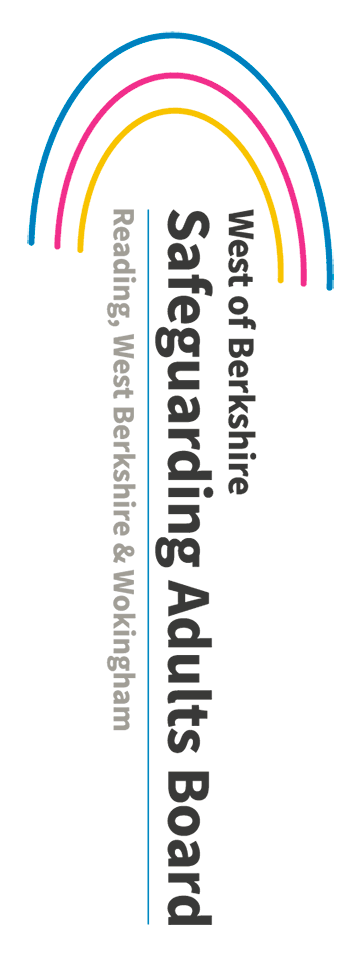 West of Berkshire
Safeguarding Adults Board
Reading, West Berkshire & Wokingham